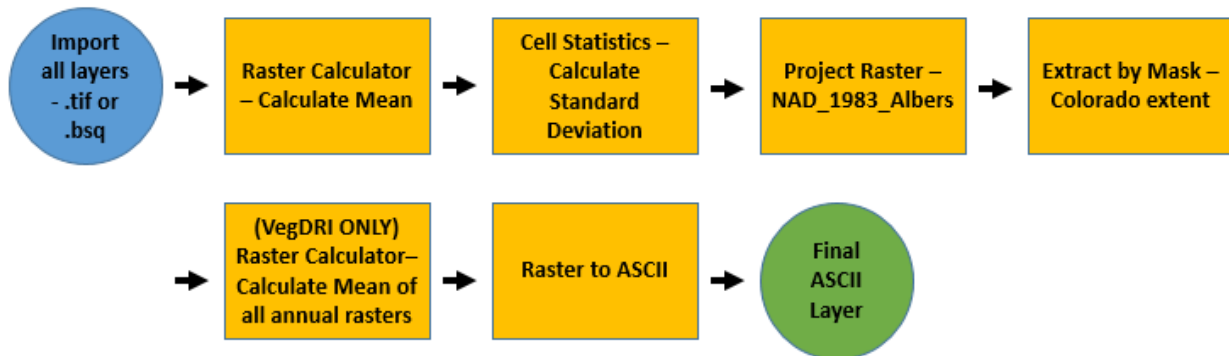 Import
all layers
- .tif or
.bsq
Raster Calculator
– Calculate Mean
Cell Statistics –
Calculate
Standard
Deviation
Project Raster –
NAD_1983_Albers
Extract by Mask –
Colorado extent
(VegDRI ONLY)
Raster Calculator–
Calculate Mean of
all annual rasters
Raster to ASCII
Final
ASCII
Layer